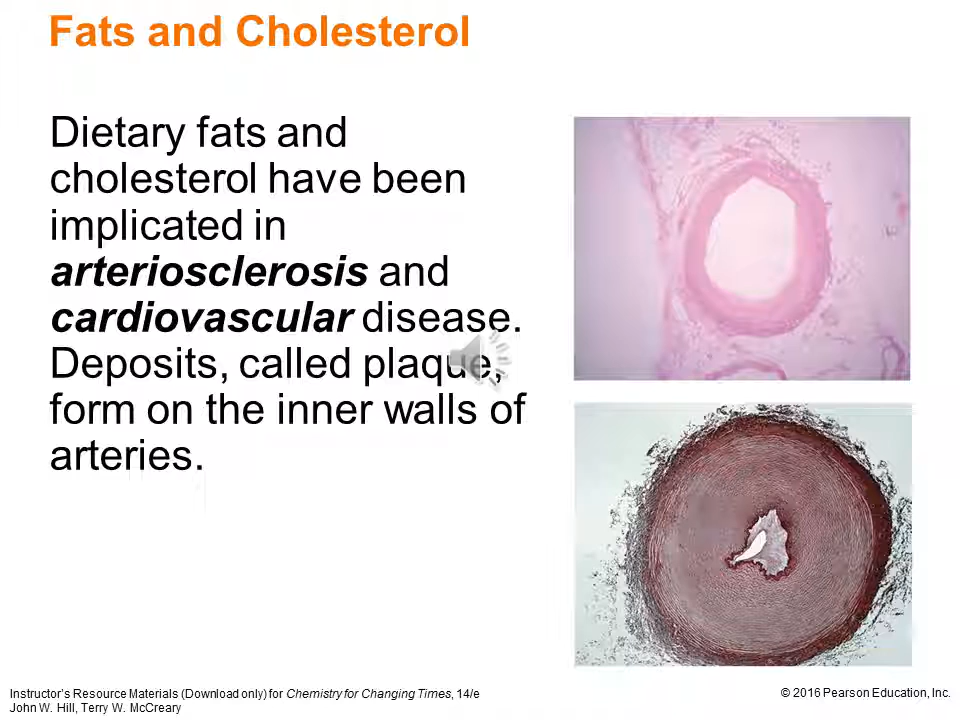 Fats and Cholesterol
Dietary fats and
cholesterol have been
implicated in
arteriosclerosis and
cardiovascular disease.
Deposits, called plaque,
form on the inner walls of
arteries.
Instructor's Resource Materials (Download only) for Chemistry for Changing Times, 14/e
John W. Hill, Terry W. McCreary
© 2016 Pearson Education, Inc.